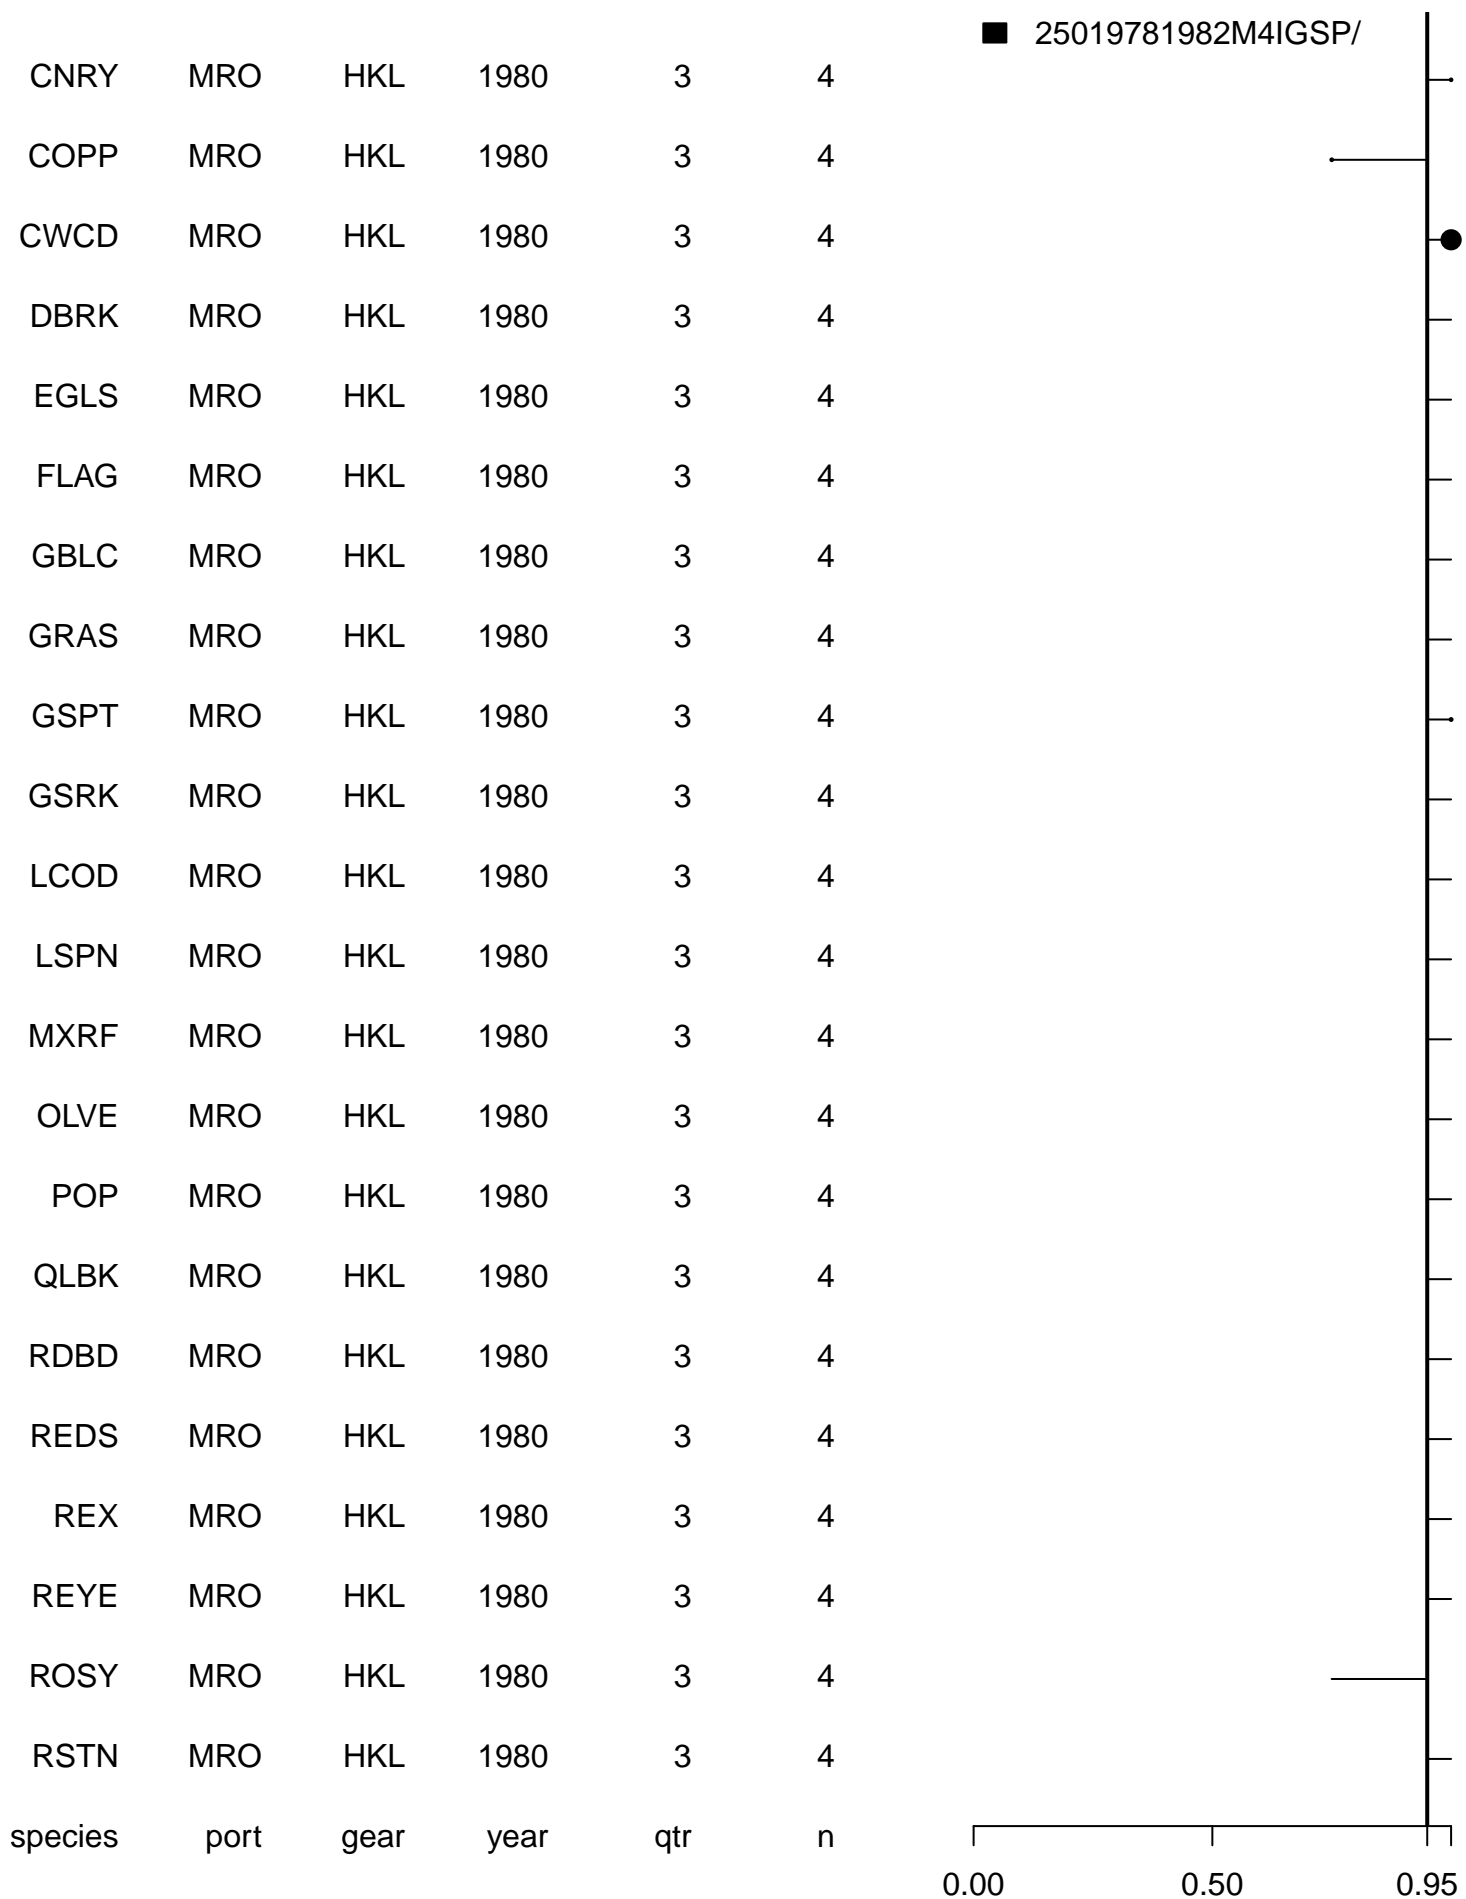 25019781982M4IGSP/
CNRY MRO HKL 1980 3 4
COPP MRO HKL 1980 3 4
CWCD MRO HKL 1980 3 4
DBRK MRO HKL 1980 3 4
EGLS MRO HKL 1980 3 4
FLAG MRO HKL 1980 3 4
GBLC MRO HKL 1980 3 4
GRAS MRO HKL 1980 3 4
GSPT MRO HKL 1980 3 4
GSRK MRO HKL 1980 3 4
LCOD MRO HKL 1980 3 4
LSPN MRO HKL 1980 3 4
MXRF MRO HKL 1980 3 4
OLVE MRO HKL 1980 3 4
POP MRO HKL 1980 3 4
QLBK MRO HKL 1980 3 4
RDBD MRO HKL 1980 3 4
REDS MRO HKL 1980 3 4
REX MRO HKL 1980 3 4
REYE MRO HKL 1980 3 4
ROSY MRO HKL 1980 3 4
RSTN MRO HKL 1980 3 4
species port gear year qtr n
0.00 0.50 0.95